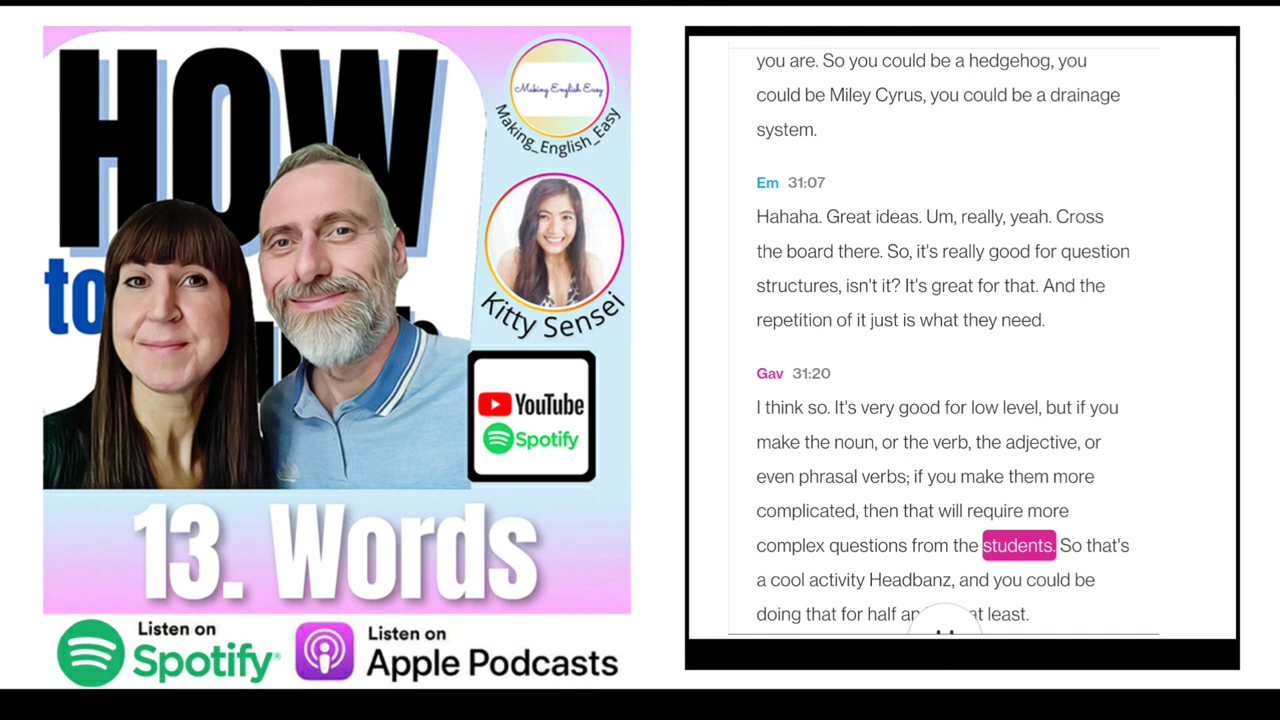 HOW
to
Making English Easy
Making_English_Easy
Kitty Sensei
YouTube
Spotify
13. Words
Listen on
Spotify
Listen on
Apple Podcasts
you are. So you could be a hedgehog, you
could be Miley Cyrus, you could be a drainage
system.
Em 31:07
Hahaha. Great ideas. Um, really, yeah. Cross
the board there. So, it's really good for question
structures, isn't it? It's great for that. And the
repetition of it just is what they need.
Gav 31:20
I think so. It's very good for low level, but if you
make the noun, or the verb, the adjective, or
even phrasal verbs; if you make them more
complicated, then that will require more
complex questions from the students. So that's
a cool activity Headbanz, and you could be
doing that for half an at least.